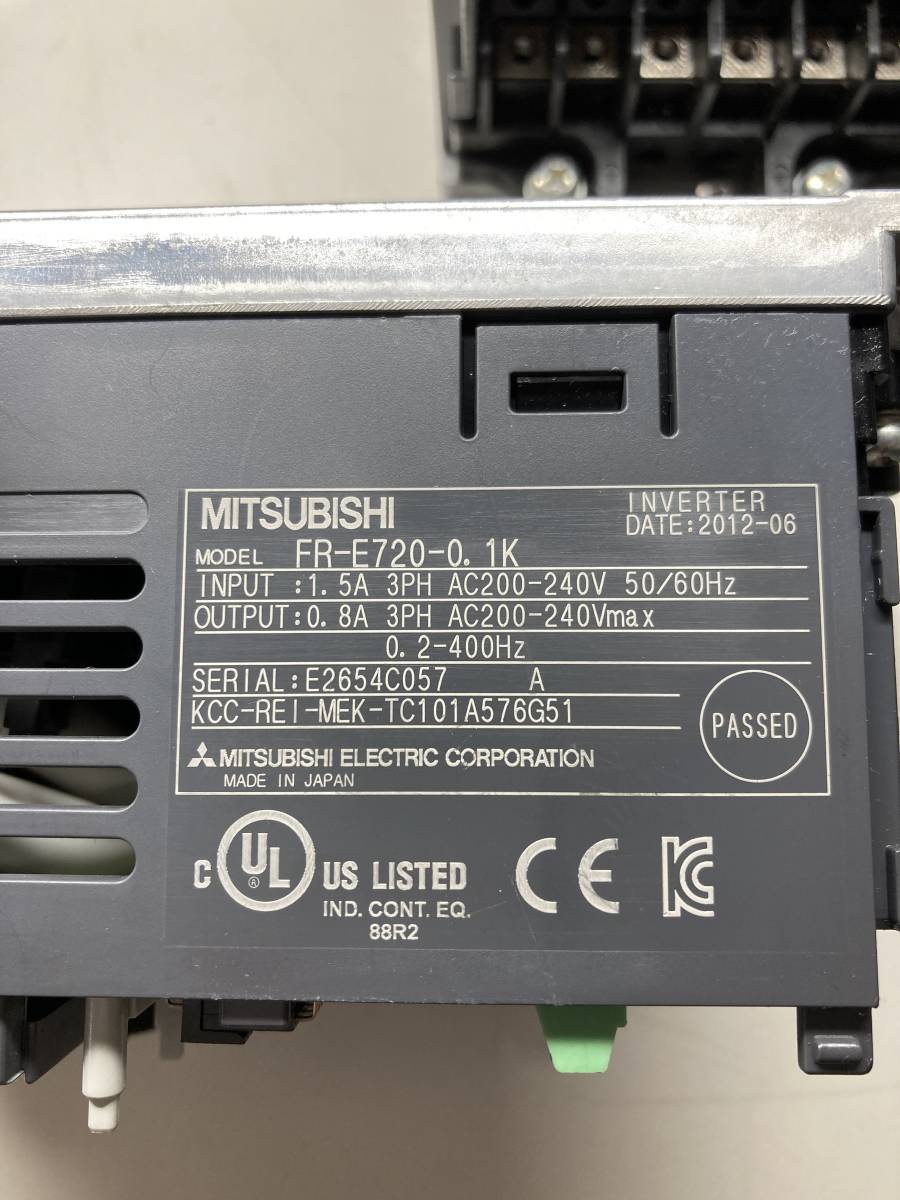 MITSUBISHI
INVERTER
DATE:2012-06
MODEL FR-E720-0.1K
INPUT :1.5A 3PH AC200-240V 50/60Hz
OUTPUT:0.8A 3PH AC200-240Vmax
0.2-400Hz
SERIAL:E2654C057 A
KCC-REI-MEK-TC101A576G51
PASSED
MITSUBISHI ELECTRIC CORPORATION
MADE IN JAPAN
C UL ® US LISTED
IND. CONT. EQ.
88R2
CE
KC